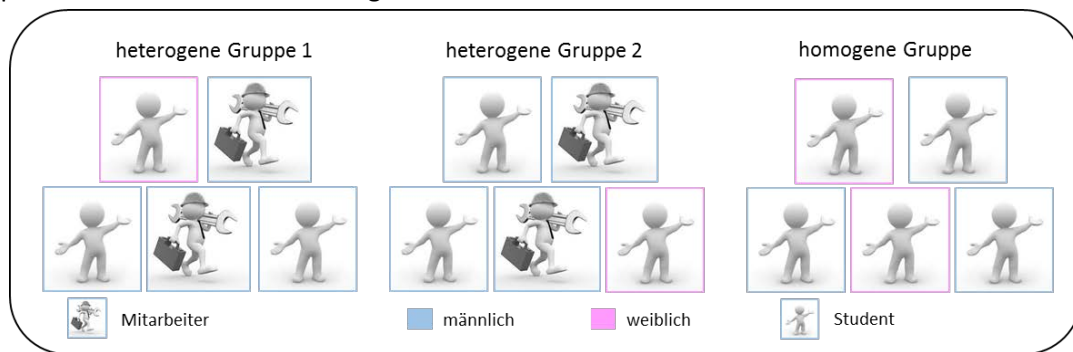 heterogene Gruppe 1
heterogene Gruppe 2
homogene Gruppe
Mitarbeiter
männlich
weiblich
Student